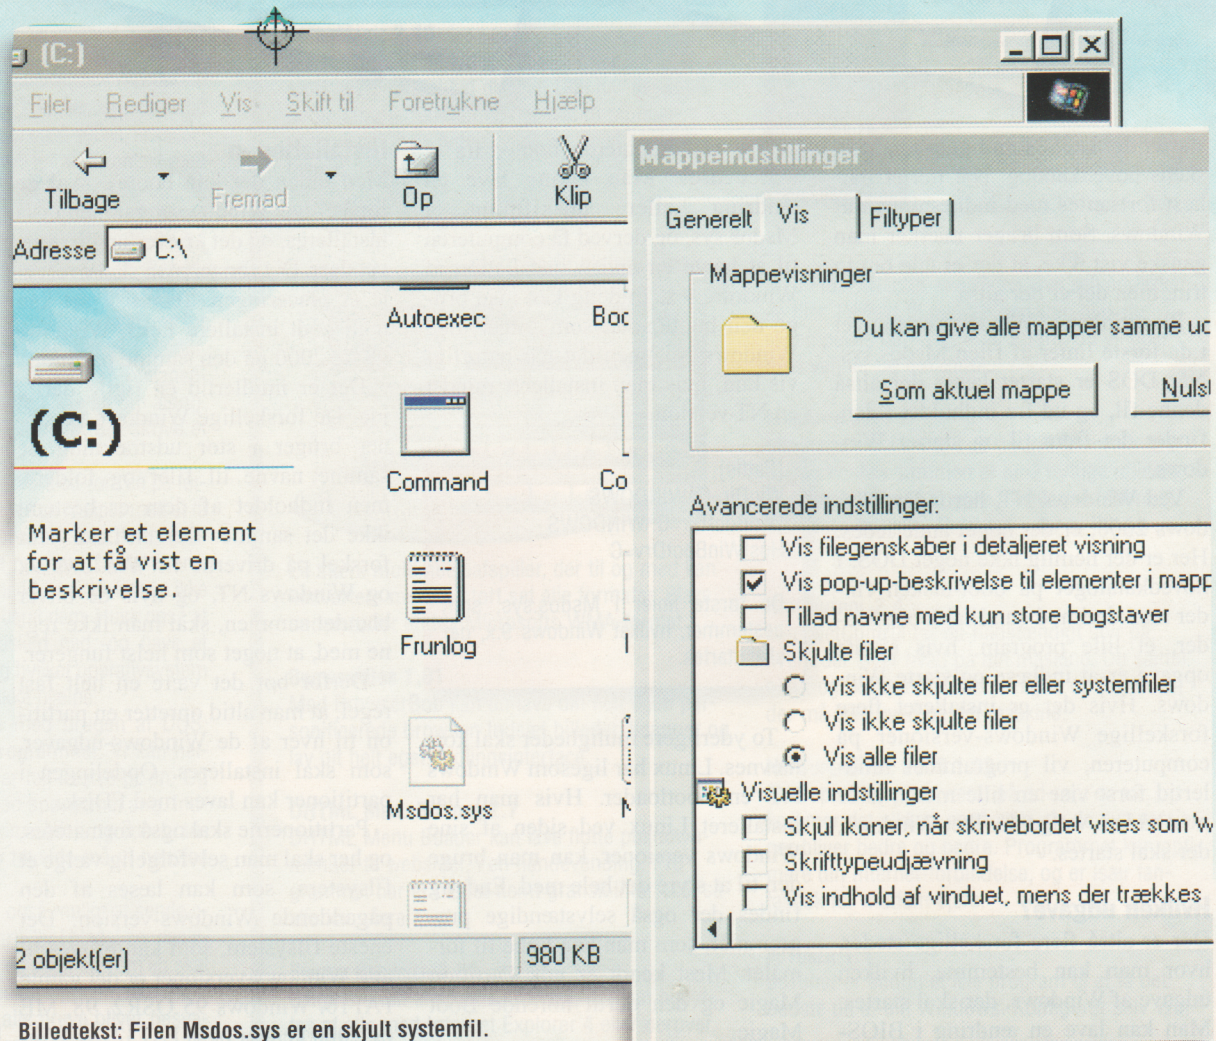 (C:)
Filer Rediger Vis Skift til Foretrukne Hjælp
Tilbage Fremad Op Klip
Adresse C:\
(C:)
Marker et element
for at få vist en
beskrivelse.
Autoexec
Command
Frunlog
Msdos.sys
Boo
Co
2 objekt(er) 980 KB
Mappeindstillinger
Generelt Vis Filtyper
Mappevisninger
Du kan give alle mapper samme ud
Som aktuel mappe Nulst
Avancerede indstillinger:
Vis filegenskaber i detaljeret visning
Vis pop-up-beskrivelse til elementer i mapp
Tillad navne med kun store bogstaver
Skjulte filer
Vis ikke skjulte filer eller systemfiler
Vis ikke skjulte filer
Vis alle filer
Visuelle indstillinger
Skjul ikoner, når skrivebordet vises som W
Skrifttypeudjævning
Vis indhold af vinduet, mens der trækkes
Billedtekst: Filen Msdos.sys er en skjult systemfil.